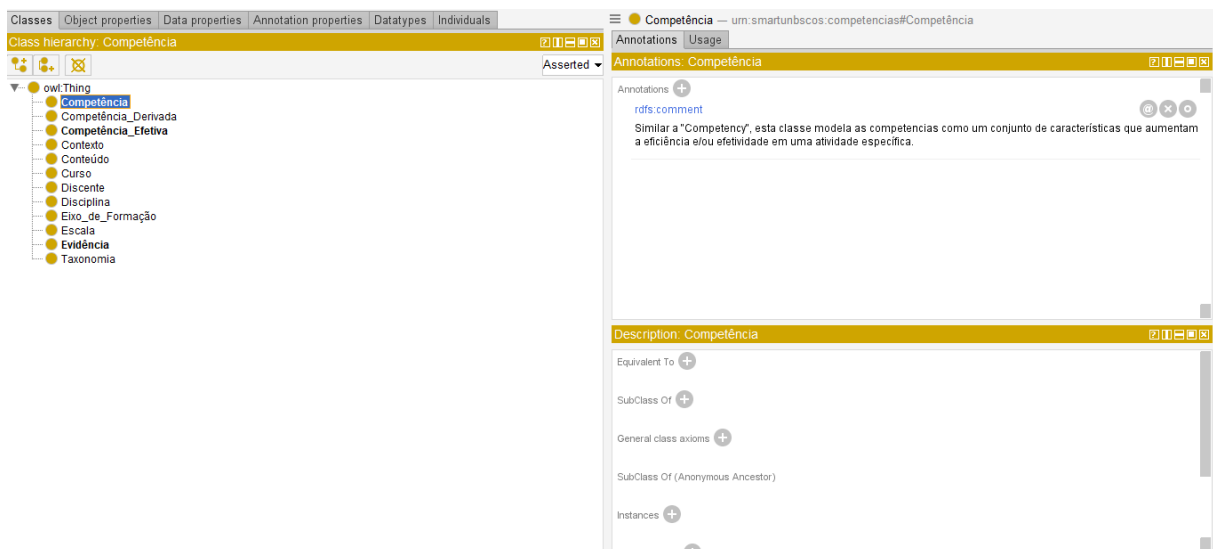 Classes Object properties Data properties Annotation properties Datatypes Individuals
Class hierarchy: Competência
Asserted
owl:Thing
Competência
Competência_Derivada
Competência_Efetiva
Contexto
Conteúdo
Curso
Discente
Disciplina
Eixo_de_Formação
Escala
Evidência
Taxonomia
Competência — urn:smartunbscos:competencias#Competência
Annotations Usage
Annotations: Competência
Annotations
rdfs:comment
Similar a "Competency", esta classe modela as competencias como um conjunto de características que aumentam
a eficiência e/ou efetividade em uma atividade específica.
Description: Competência
Equivalent To
SubClass Of
General class axioms
SubClass Of (Anonymous Ancestor)
Instances